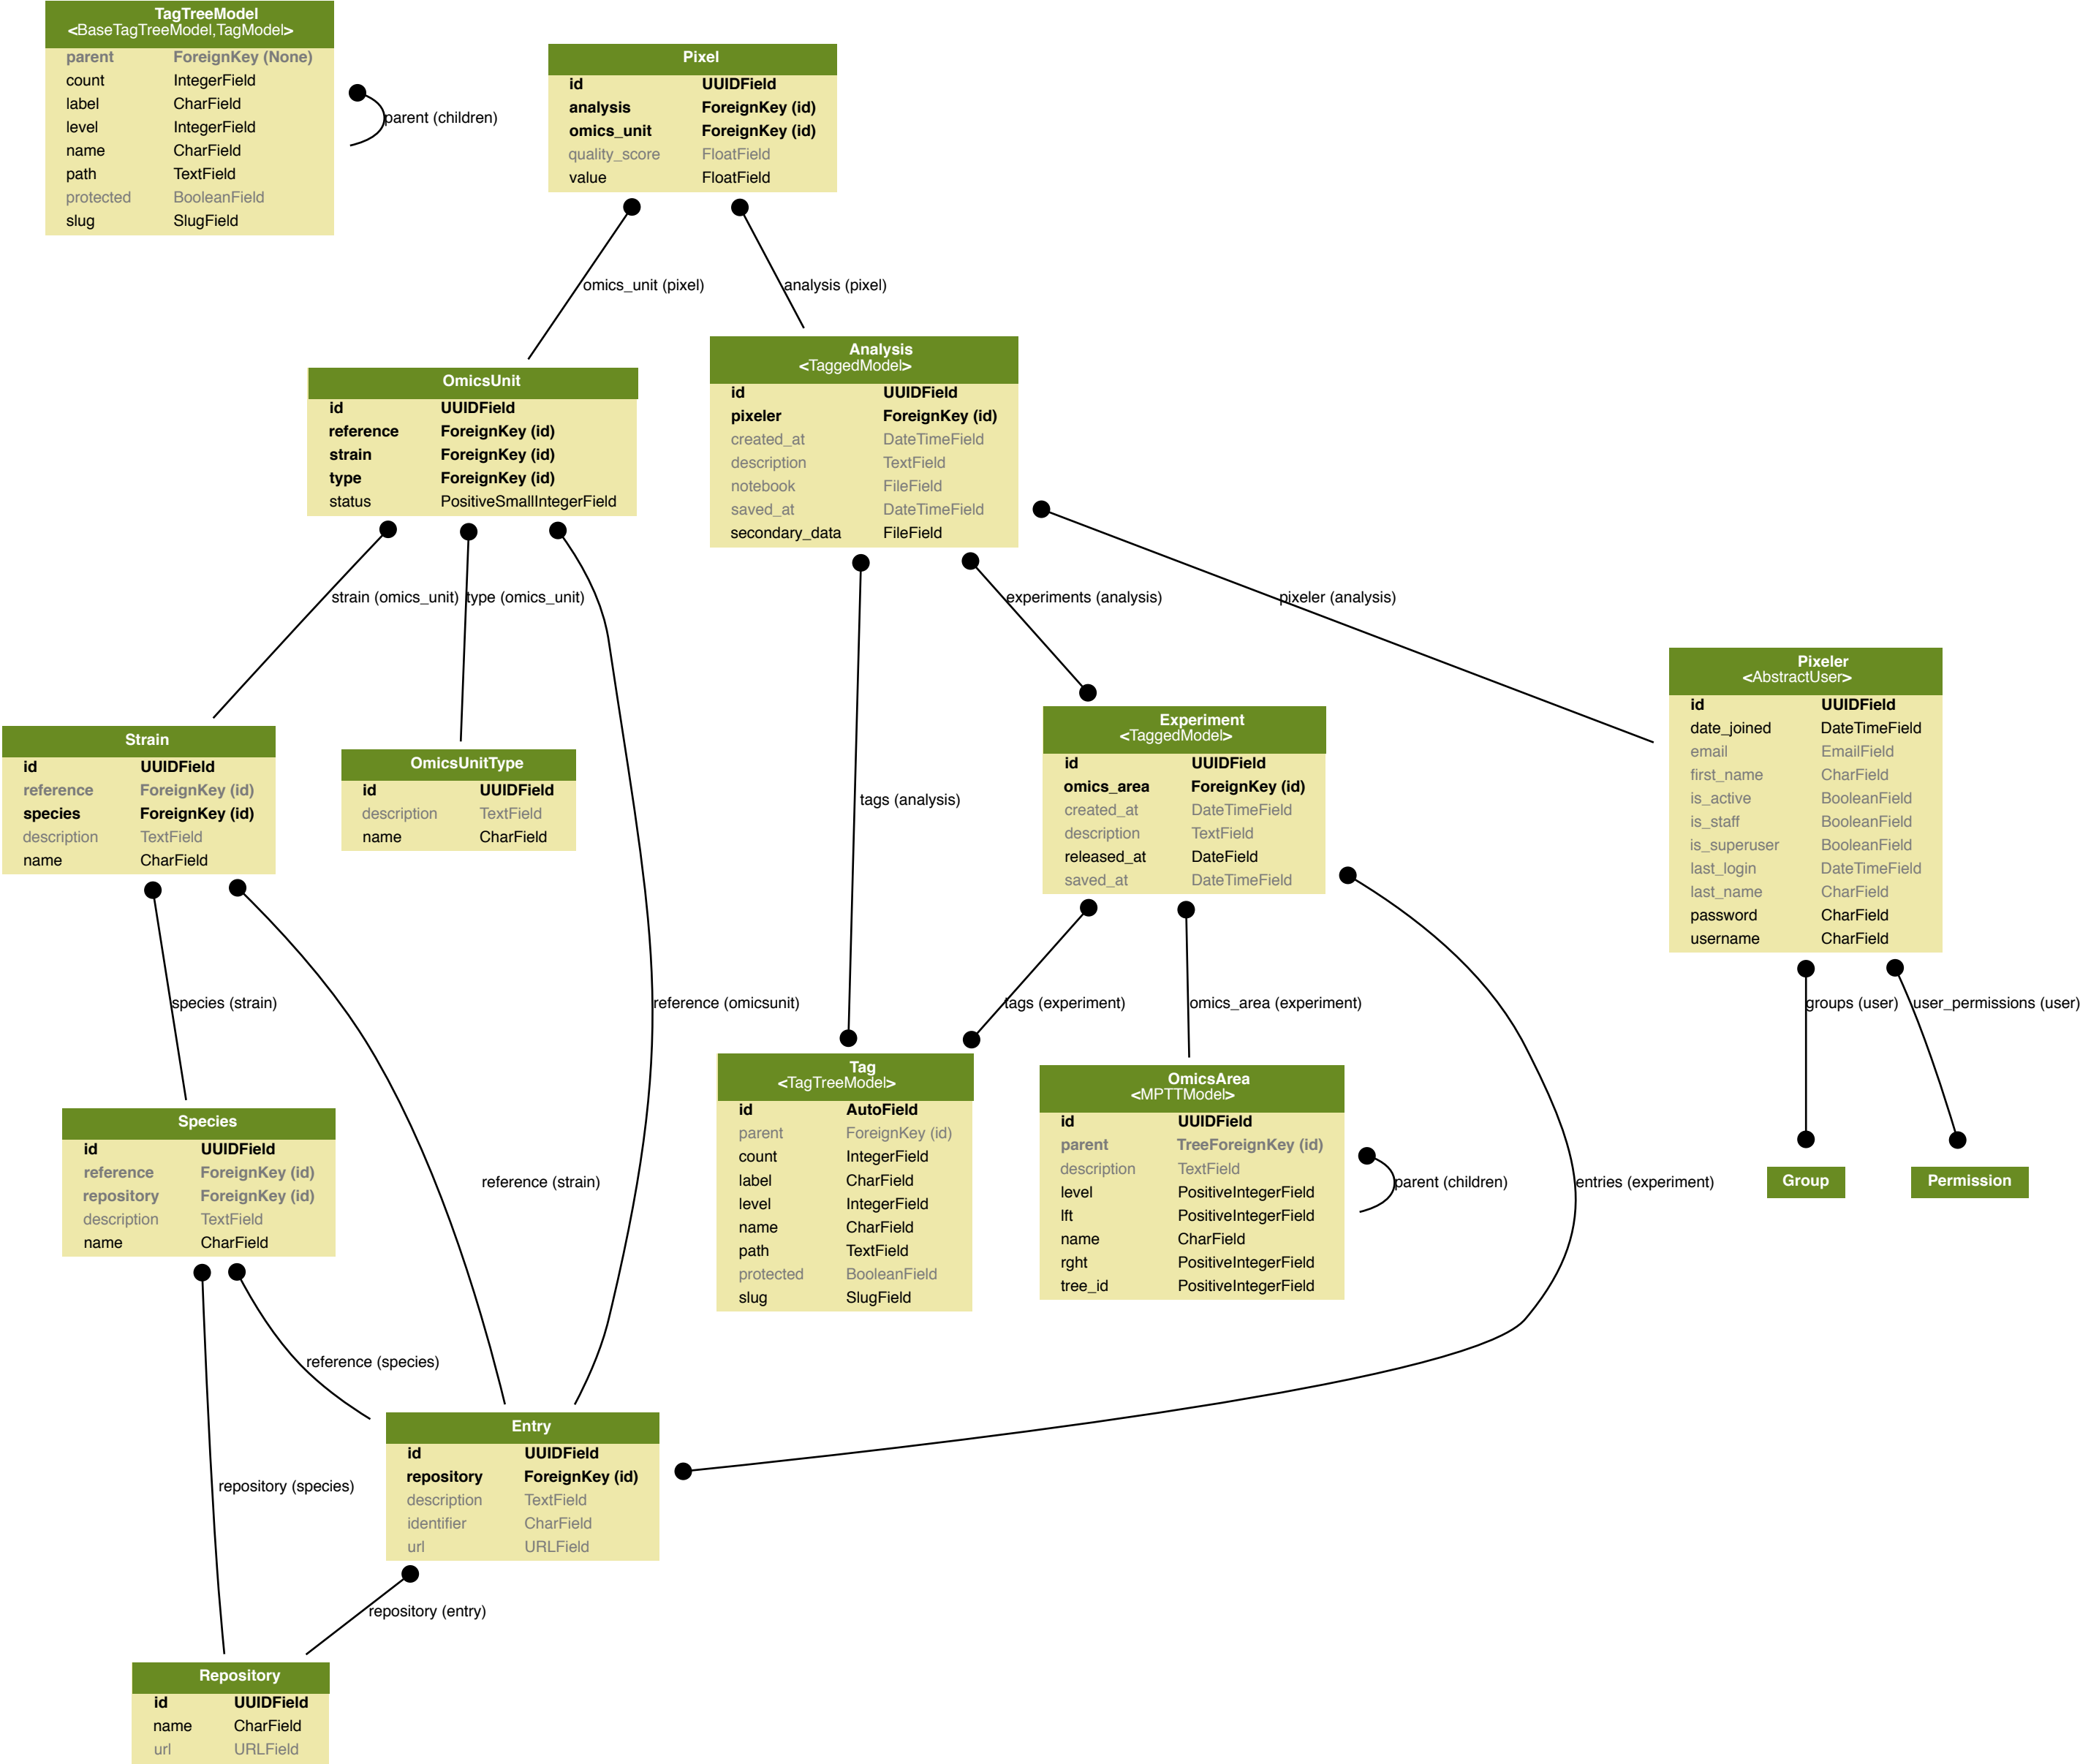 TagTreeModel
<BaseTagTreeModel,TagModel>
parent ForeignKey (None)
count IntegerField
label CharField
level IntegerField
name CharField
path TextField
protected BooleanField
slug SlugField
parent (children)
Pixel
id UUIDField
analysis ForeignKey (id)
omics_unit ForeignKey (id)
quality_score FloatField
value FloatField
omics_unit (pixel)
analysis (pixel)
OmicsUnit
id UUIDField
reference ForeignKey (id)
strain ForeignKey (id)
type ForeignKey (id)
status PositiveSmallIntegerField
Analysis
<TaggedModel>
id UUIDField
pixeler ForeignKey (id)
created_at DateTimeField
description TextField
notebook FileField
saved_at DateTimeField
secondary_data FileField
strain (omics_unit)
type (omics_unit)
experiments (analysis)
pixeler (analysis)
Strain
id UUIDField
reference ForeignKey (id)
species ForeignKey (id)
description TextField
name CharField
OmicsUnitType
id UUIDField
description TextField
name CharField
tags (analysis)
Experiment
<TaggedModel>
id UUIDField
omics_area ForeignKey (id)
created_at DateTimeField
description TextField
released_at DateField
saved_at DateTimeField
Pixeler
<AbstractUser>
id UUIDField
date_joined DateTimeField
email EmailField
first_name CharField
is_active BooleanField
is_staff BooleanField
is_superuser BooleanField
last_login DateTimeField
last_name CharField
password CharField
username CharField
species (strain)
reference (omicsunit)
tags (experiment)
omics_area (experiment)
groups (user)
user_permissions (user)
Species
id UUIDField
reference ForeignKey (id)
repository ForeignKey (id)
description TextField
name CharField
reference (strain)
Tag
<TagTreeModel>
id AutoField
parent ForeignKey (id)
count IntegerField
label CharField
level IntegerField
name CharField
path TextField
protected BooleanField
slug SlugField
OmicsArea
<MPTTModel>
id UUIDField
parent TreeForeignKey (id)
description TextField
level PositiveIntegerField
lft PositiveIntegerField
name CharField
rght PositiveIntegerField
tree_id PositiveIntegerField
parent (children)
entries (experiment)
Group
Permission
reference (species)
Entry
id UUIDField
repository ForeignKey (id)
description TextField
identifier CharField
url URLField
repository (species)
repository (entry)
Repository
id UUIDField
name CharField
url URLField